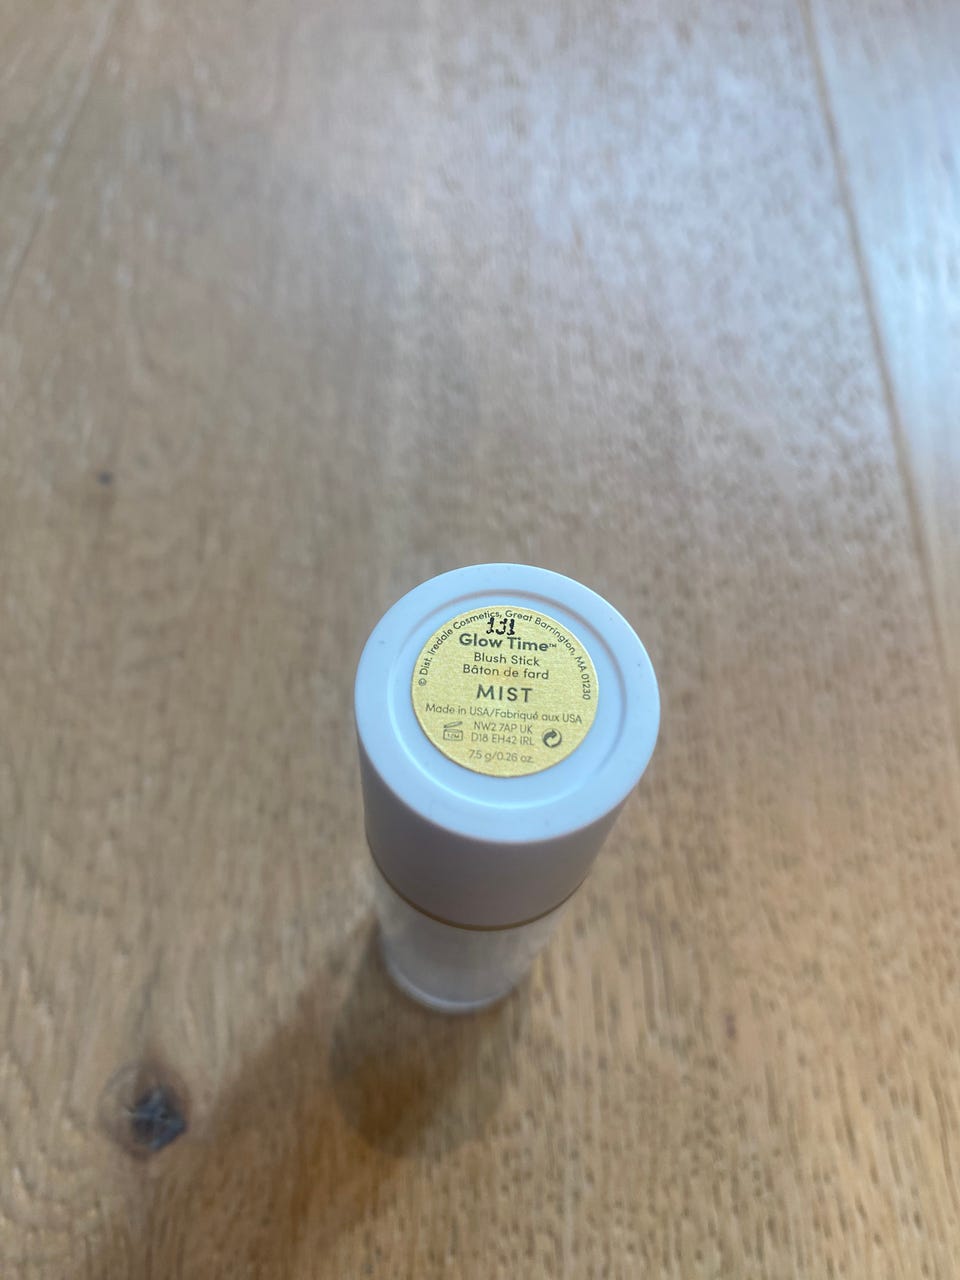 © Dist. Iredale Cosmetics, Great Barrington, MA 01230
Glow Time™
Blush Stick
Bâton de fard
MIST
Made in USA/Fabriqué aux USA
NW2 7AP UK
12M D18 EH42 IRL
7.5 g/0.26 oz.